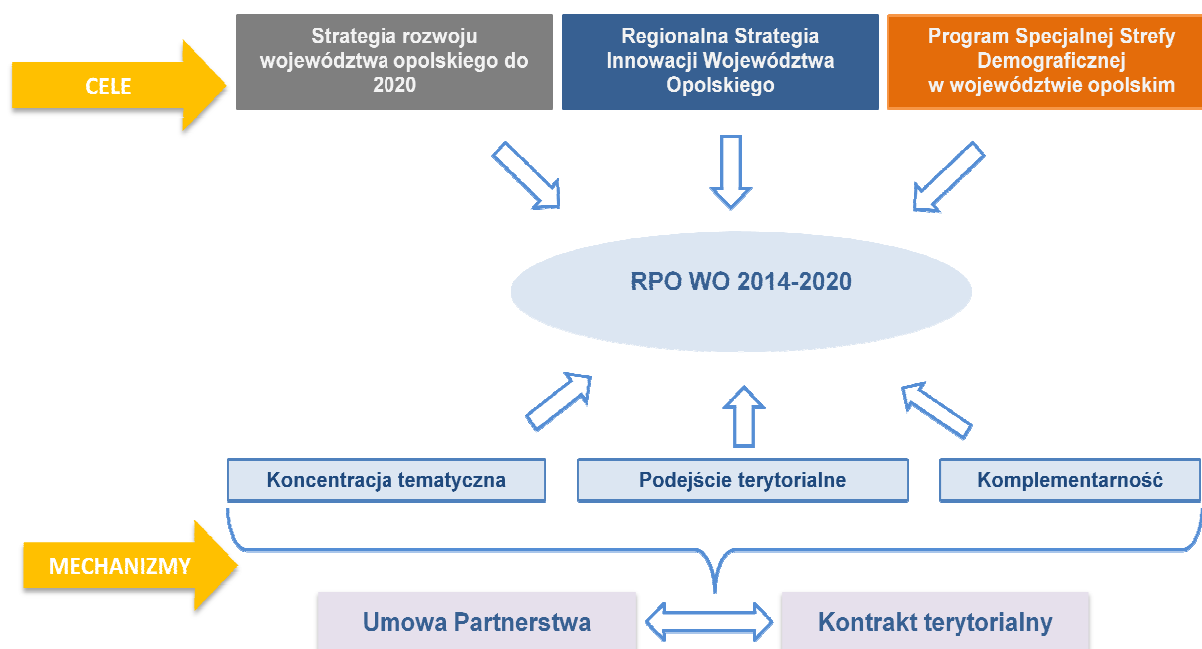 CELE
Strategia rozwoju
województwa opolskiego do
2020
Regionalna Strategia
Innowacji Województwa
Opolskiego
Program Specjalnej Strefy
Demograficznej
w województwie opolskim
RPO WO 2014-2020
Koncentracja tematyczna
Podejście terytorialne
Komplementarność
MECHANIZMY
Umowa Partnerstwa
Kontrakt terytorialny